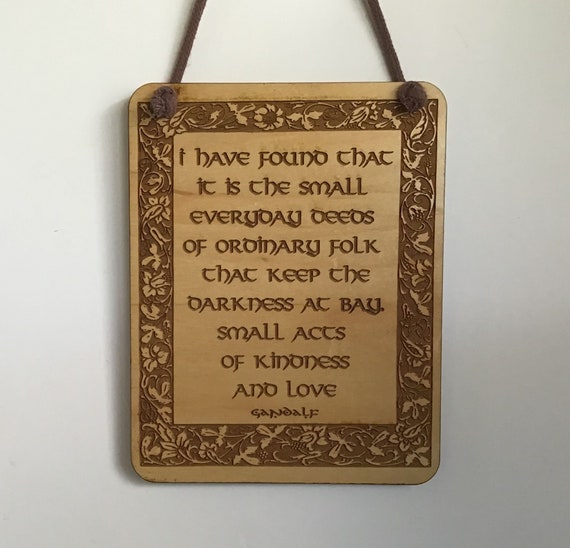 I HAVE FOUND THAT
IT IS THE SMALL
EVERYDAY DEEDS
OF ORDINARY FOLK
THAT KEEP THE
DARKNESS AT BAY,
SMALL ACTS
OF KINDNESS
AND LOVE
GANDALF